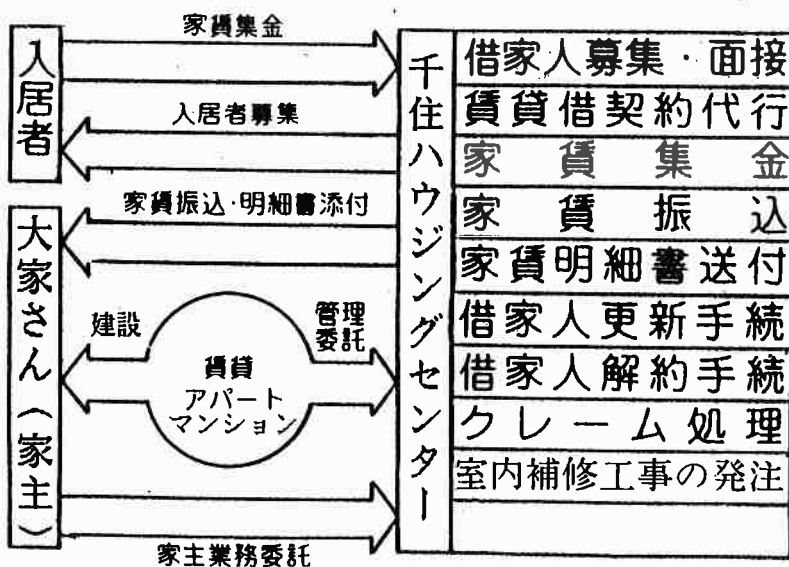 家賃集金
入居者
入居者募集
家賃振込・明細書添付
大家さん（家主）
建設
管理
委託
賃貸
アパート
マンション
家主業務委託
千住ハウジングセンター
借家人募集・面接
賃貸借契約代行
家賃集金
家賃振込
家賃明細書送付
借家人更新手続
借家人解約手続
クレーム処理
室内補修工事の発注